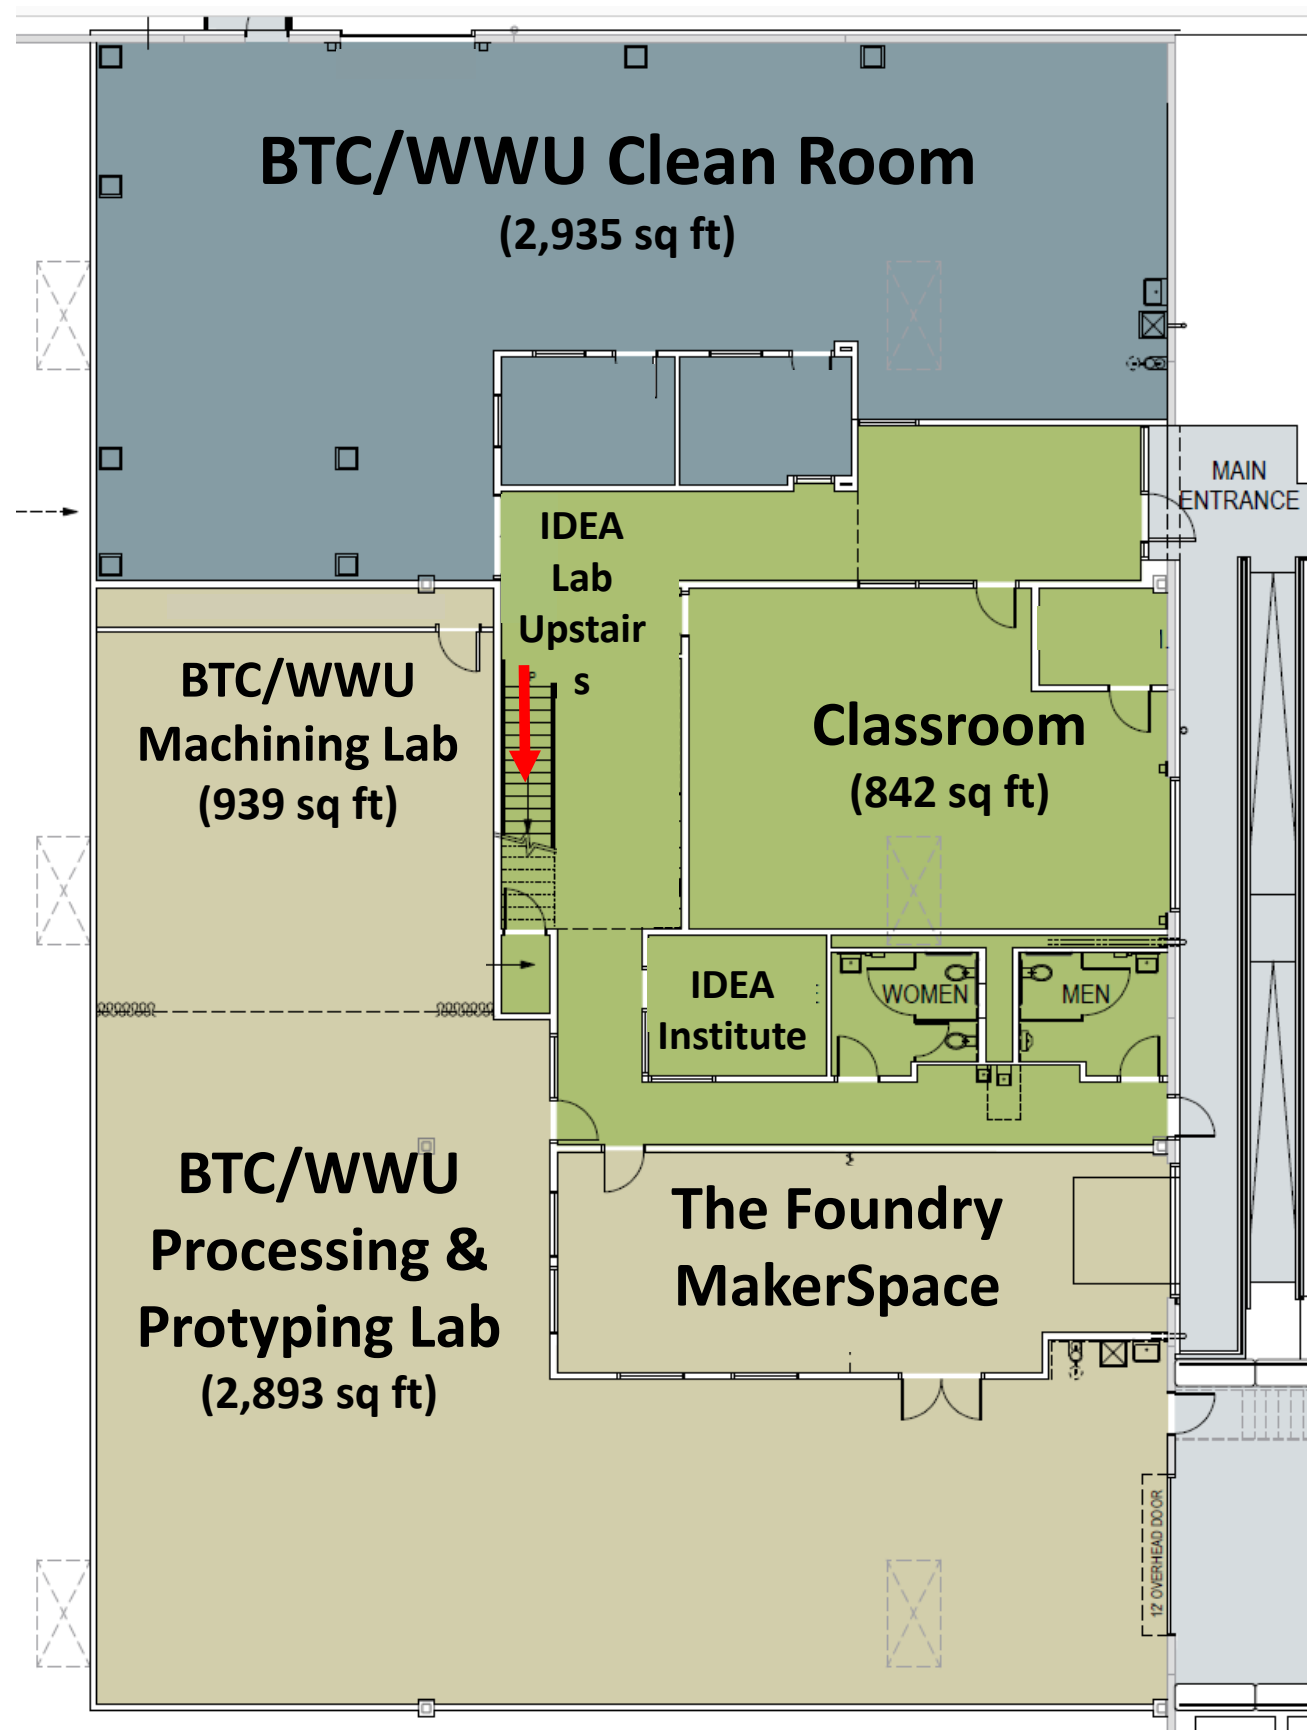 BTC/WWU Clean Room
(2,935 sq ft)
MAIN
ENTRANCE
IDEA
Lab
Upstair
s
BTC/WWU
Machining Lab
(939 sq ft)
Classroom
(842 sq ft)
IDEA
Institute
WOMEN
MEN
BTC/WWU
Processing &
Protyping Lab
(2,893 sq ft)
The Foundry
MakerSpace
12' OVERHEAD DOOR